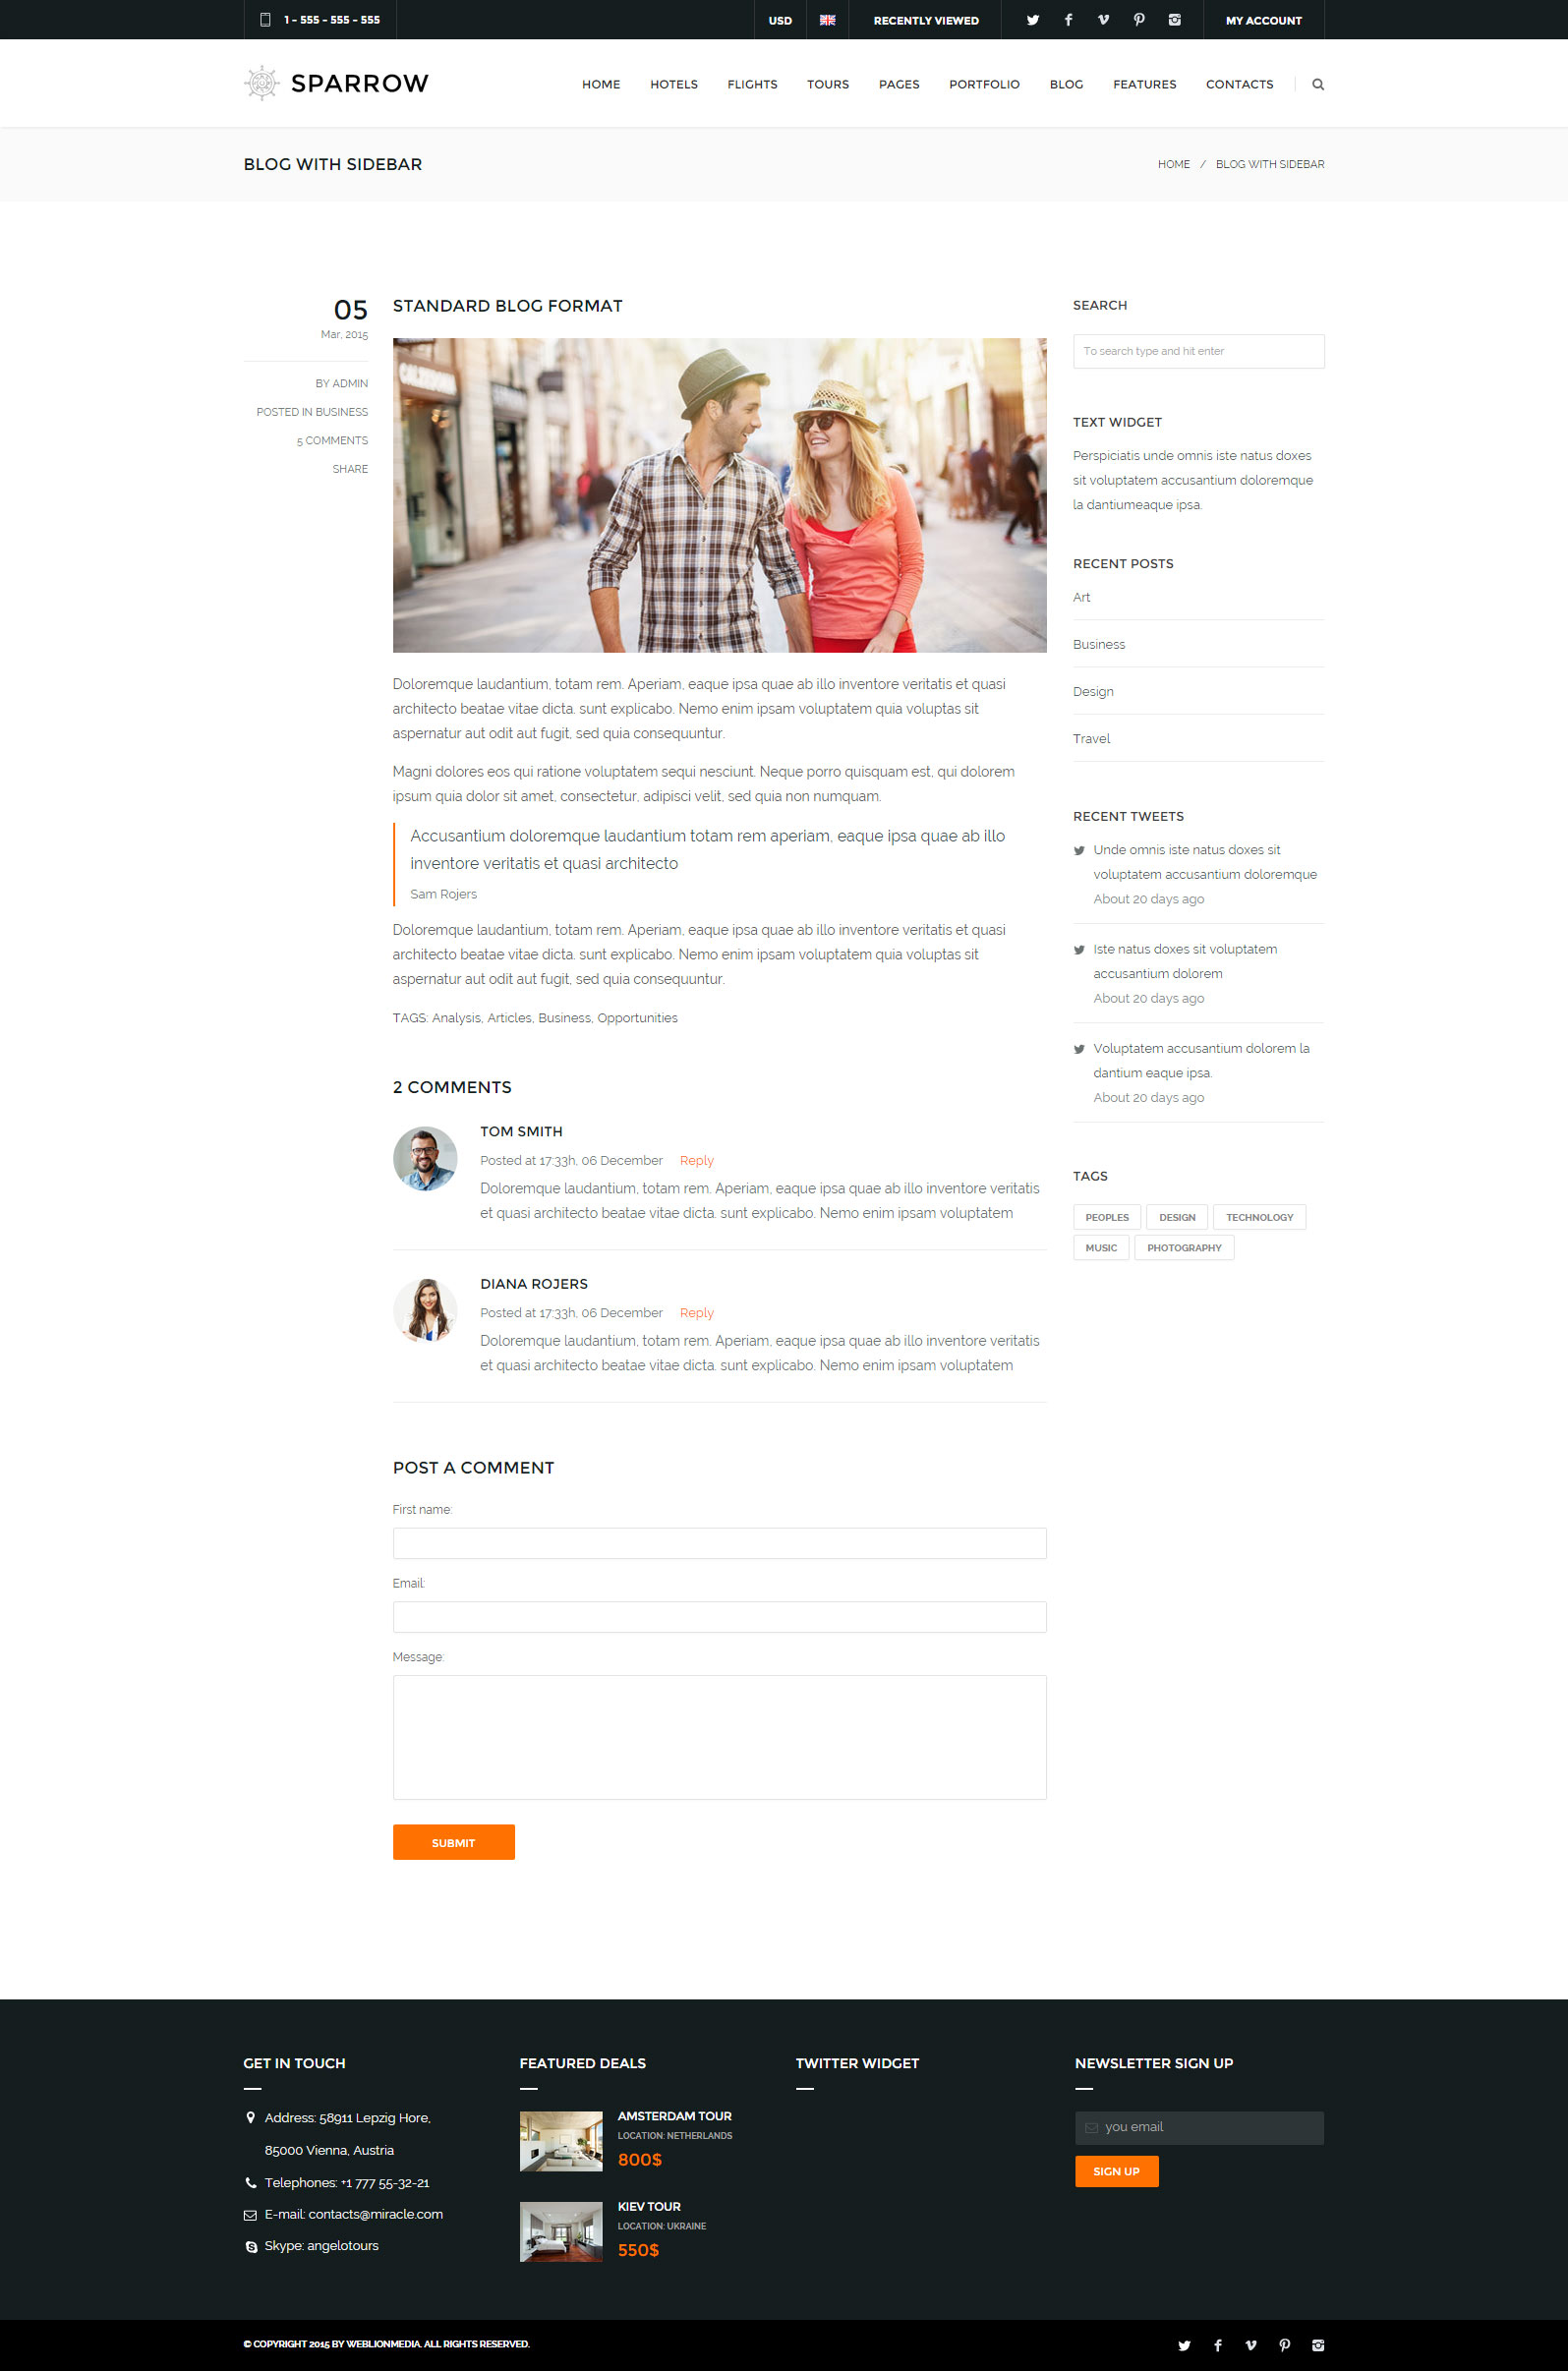 1 - 555 - 555 - 555
USD
RECENTLY VIEWED
MY ACCOUNT
SPARROW
HOME
HOTELS
FLIGHTS
TOURS
PAGES
PORTFOLIO
BLOG
FEATURES
CONTACTS
BLOG WITH SIDEBAR
HOME / BLOG WITH SIDEBAR
05
Mar, 2015
BY ADMIN
POSTED IN BUSINESS
5 COMMENTS
SHARE
STANDARD BLOG FORMAT
Doloremque laudantium, totam rem. Aperiam, eaque ipsa quae ab illo inventore veritatis et quasi
architecto beatae vitae dicta. sunt explicabo. Nemo enim ipsam voluptatem quia voluptas sit
aspernatur aut odit aut fugit, sed quia consequuntur.
Magni dolores eos qui ratione voluptatem sequi nesciunt. Neque porro quisquam est, qui dolorem
ipsum quia dolor sit amet, consectetur, adipisci velit, sed quia non numquam.
Accusantium doloremque laudantium totam rem aperiam, eaque ipsa quae ab illo
inventore veritatis et quasi architecto
Sam Rojers
Doloremque laudantium, totam rem. Aperiam, eaque ipsa quae ab illo inventore veritatis et quasi
architecto beatae vitae dicta. sunt explicabo. Nemo enim ipsam voluptatem quia voluptas sit
aspernatur aut odit aut fugit, sed quia consequuntur.
TAGS: Analysis, Articles, Business, Opportunities
2 COMMENTS
TOM SMITH
Posted at 17:33h, 06 December Reply
Doloremque laudantium, totam rem. Aperiam, eaque ipsa quae ab illo inventore veritatis
et quasi architecto beatae vitae dicta. sunt explicabo. Nemo enim ipsam voluptatem
DIANA ROJERS
Posted at 17:33h, 06 December Reply
Doloremque laudantium, totam rem. Aperiam, eaque ipsa quae ab illo inventore veritatis
et quasi architecto beatae vitae dicta. sunt explicabo. Nemo enim ipsam voluptatem
POST A COMMENT
First name:
Email:
Message:
SUBMIT
SEARCH
To search type and hit enter
TEXT WIDGET
Perspiciatis unde omnis iste natus doxes
sit voluptatem accusantium doloremque
la dantiumeaque ipsa.
RECENT POSTS
Art
Business
Design
Travel
RECENT TWEETS
Unde omnis iste natus doxes sit
voluptatem accusantium doloremque
About 20 days ago
Iste natus doxes sit voluptatem
accusantium dolorem
About 20 days ago
Voluptatem accusantium dolorem la
dantium eaque ipsa.
About 20 days ago
TAGS
PEOPLES
DESIGN
TECHNOLOGY
MUSIC
PHOTOGRAPHY
GET IN TOUCH
Address: 58911 Lepzig Hore,
85000 Vienna, Austria
Telephones: +1 777 55-32-21
E-mail: contacts@miracle.com
Skype: angelotours
FEATURED DEALS
AMSTERDAM TOUR
LOCATION: NETHERLANDS
800$
KIEV TOUR
LOCATION: UKRAINE
550$
TWITTER WIDGET
NEWSLETTER SIGN UP
you email
SIGN UP
© COPYRIGHT 2015 BY WEBLIONMEDIA. ALL RIGHTS RESERVED.